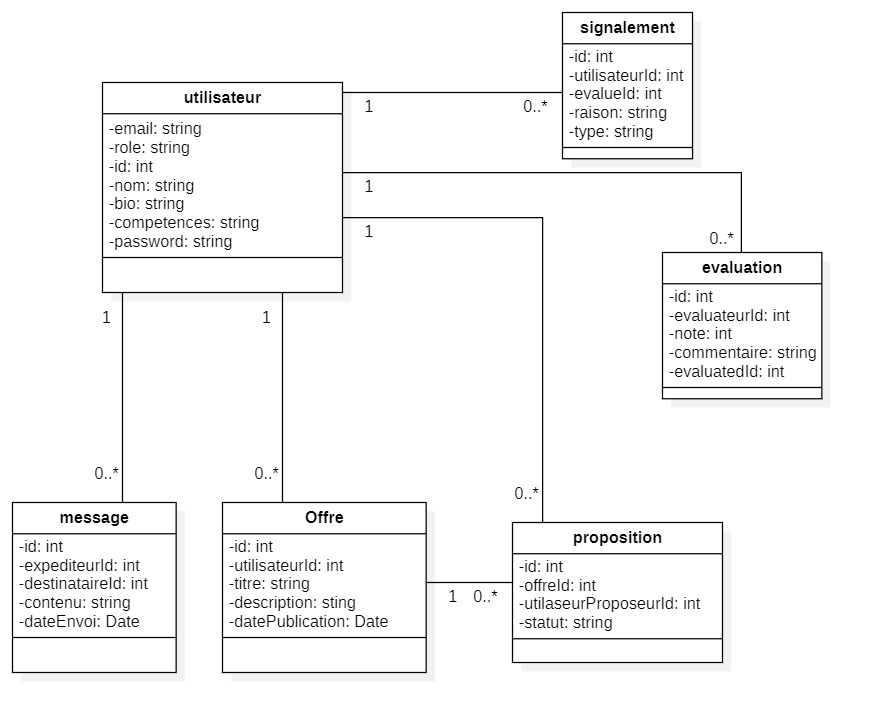 signalement
-id: int
-utilisateurId: int
-evalueId: int
-raison: string
-type: string
utilisateur
-email: string
-role: string
-id: int
-nom: string
-bio: string
-competences: string
-password: string
1
0..*
1
0..*
1
0..*
evaluation
-id: int
-evaluateurId: int
-note: int
-commentaire: string
-evaluatedId: int
1
0..*
1
0..*
message
-id: int
-expediteurId: int
-destinataireId: int
-contenu: string
-dateEnvoi: Date
Offre
-id: int
-utilisateurId: int
-titre: string
-description: sting
-datePublication: Date
1
0..*
proposition
-id: int
-offreId: int
-utilaseurProposeurId: int
-statut: string